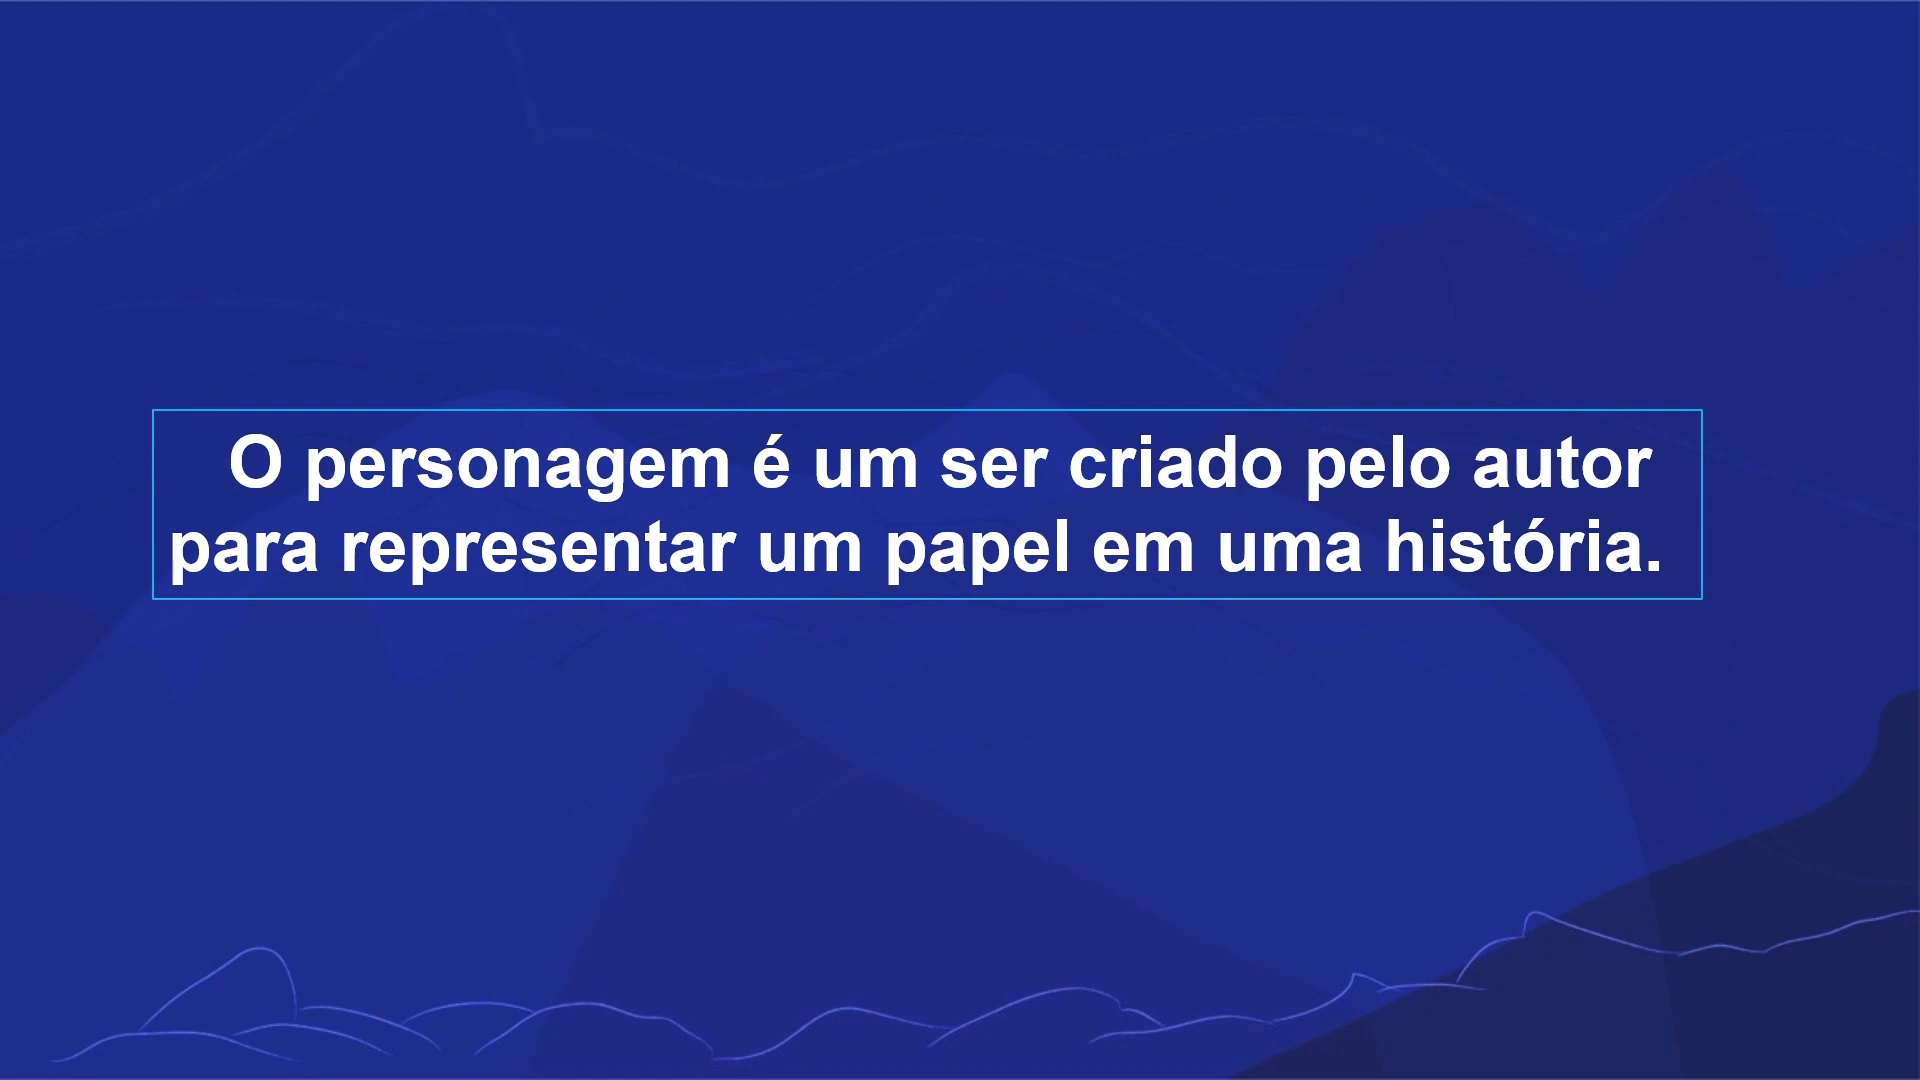 O personagem é um ser criado pelo autor
para representar um papel em uma história.